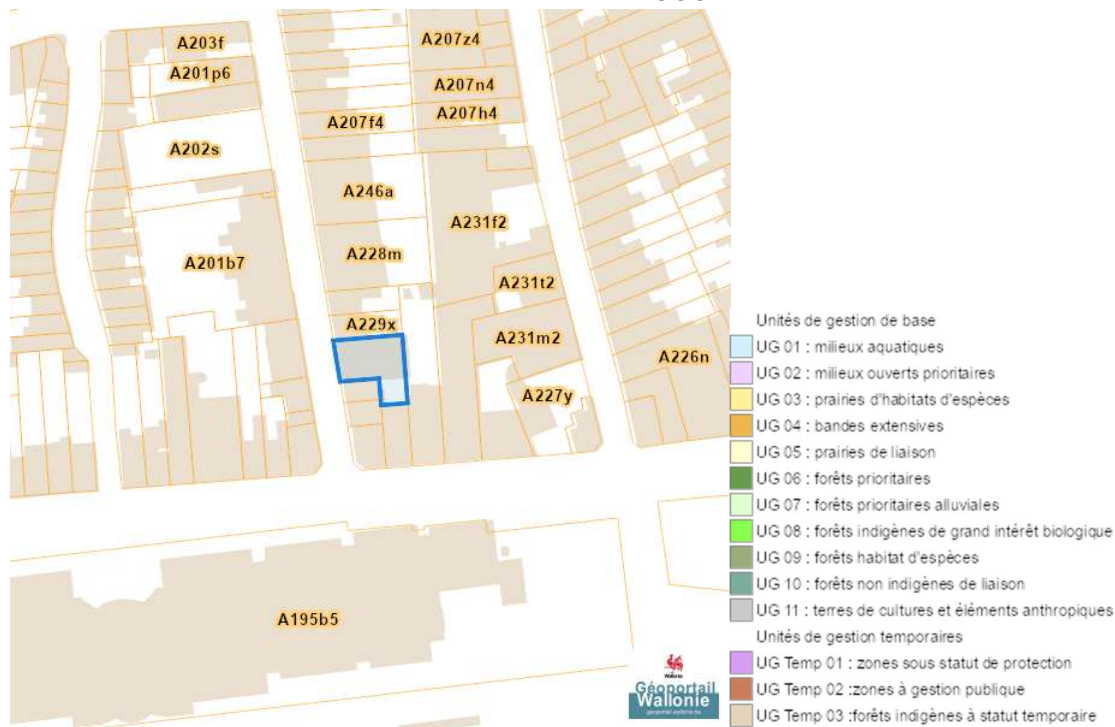 A203f
A207z4
A201p6
A207n4
A207h4
A207f4
A202s
A246a
A231f2
A228m
A201b7
A231t2
A229x
A231m2
A226n
A227y
A195b5
Wallonie
Géoportail
Wallonie
geoportail.wallonie.be
Unités de gestion de base
UG 01 : milieux aquatiques
UG 02 : milieux ouverts prioritaires
UG 03 : prairies d'habitats d'espèces
UG 04 : bandes extensives
UG 05 : prairies de liaison
UG 06 : forêts prioritaires
UG 07 : forêts prioritaires alluviales
UG 08 : forêts indigènes de grand intérêt biologique
UG 09 : forêts habitat d'espèces
UG 10 : forêts non indigènes de liaison
UG 11 : terres de cultures et éléments anthropiques
Unités de gestion temporaires
UG Temp 01 : zones sous statut de protection
UG Temp 02 :zones à gestion publique
UG Temp 03 :forêts indigènes à statut temporaire